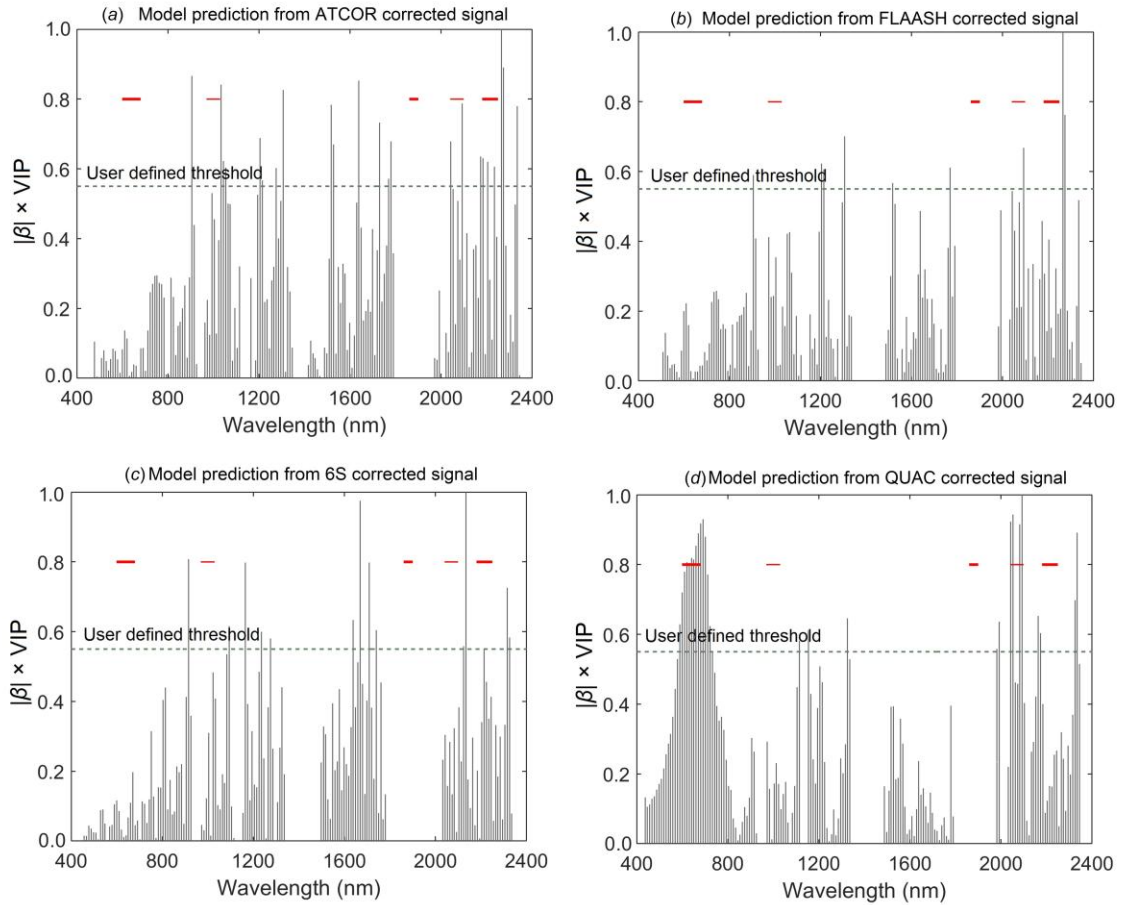 (a) Model prediction from ATCOR corrected signal
1.0
0.8
0.6
0.4
0.2
0.0
|β| × VIP
User defined threshold
400 800 1200 1600 2000 2400
Wavelength (nm)
(b) Model prediction from FLAASH corrected signal
1.0
0.8
0.6
0.4
0.2
0.0
|β| × VIP
User defined threshold
400 800 1200 1600 2000 2400
Wavelength (nm)
(c) Model prediction from 6S corrected signal
1.0
0.8
0.6
0.4
0.2
0.0
|β| × VIP
User defined threshold
400 800 1200 1600 2000 2400
Wavelength (nm)
(d) Model prediction from QUAC corrected signal
1.0
0.8
0.6
0.4
0.2
0.0
|β| × VIP
User defined threshold
400 800 1200 1600 2000 2400
Wavelength (nm)